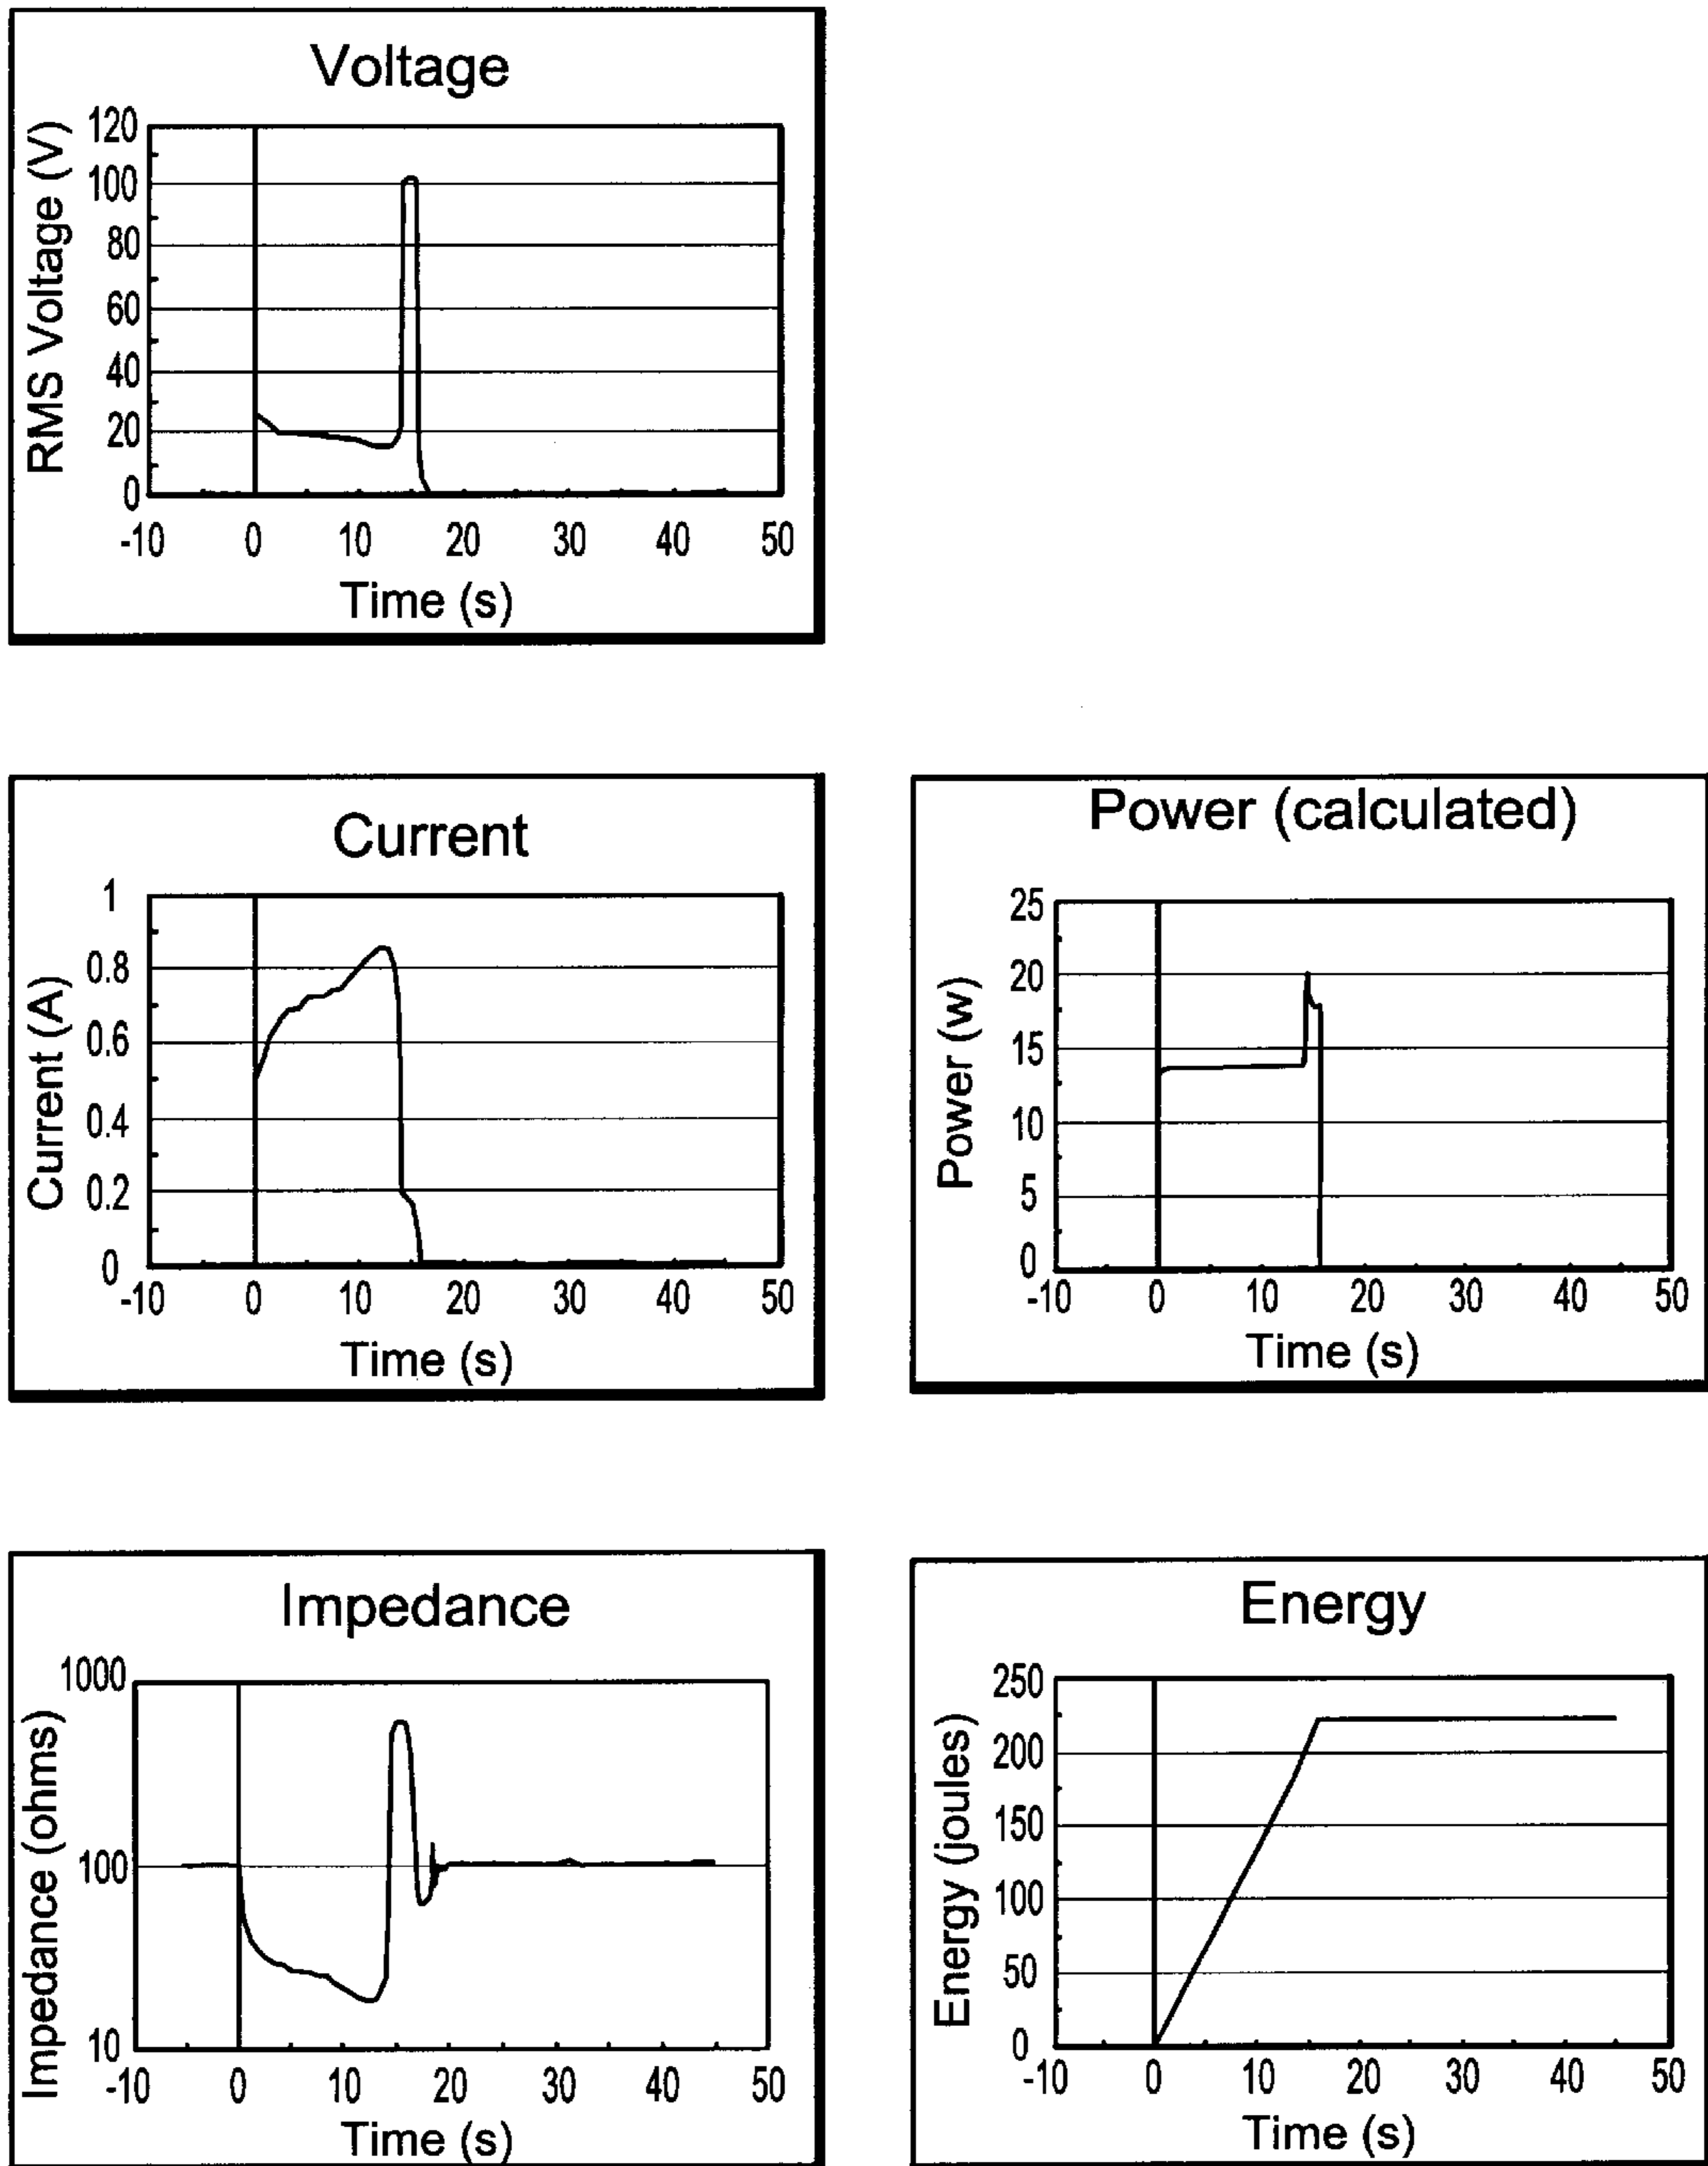 Voltage
RMS Voltage (V)
120
100
80
60
40
20
0
-10 0 10 20 30 40 50
Time (s)
Current
Current (A)
1
0.8
0.6
0.4
0.2
0
-10 0 10 20 30 40 50
Time (s)
Power (calculated)
Power (w)
25
20
15
10
5
0
-10 0 10 20 30 40 50
Time (s)
Impedance
Impedance (ohms)
1000
100
10
-10 0 10 20 30 40 50
Time (s)
Energy
Energy (joules)
250
200
150
100
50
0
-10 0 10 20 30 40 50
Time (s)